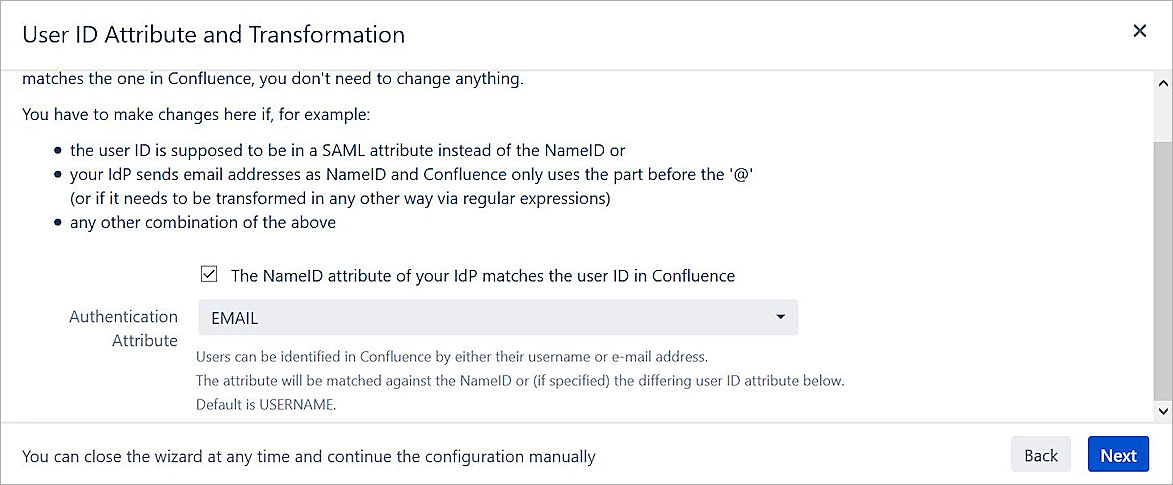 User ID Attribute and Transformation
matches the one in Confluence, you don't need to change anything.
You have to make changes here if, for example:
the user ID is supposed to be in a SAML attribute instead of the NameID or
your IdP sends email addresses as NameID and Confluence only uses the part before the '@'
(or if it needs to be transformed in any other way via regular expressions)
any other combination of the above
The NameID attribute of your IdP matches the user ID in Confluence
Authentication
Attribute
EMAIL
Users can be identified in Confluence by either their username or e-mail address.
The attribute will be matched against the NameID or (if specified) the differing user ID attribute below.
Default is USERNAME.
You can close the wizard at any time and continue the configuration manually
Back
Next